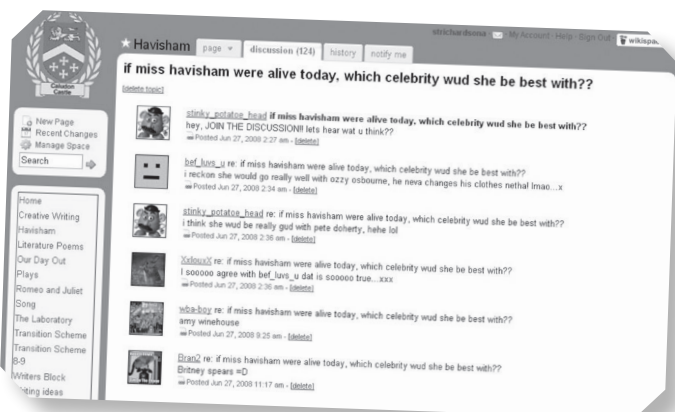 strichardsma · My Account · Help · Sign Out · wikispa
Havisham page discussion (124) history notify me
if miss havisham were alive today, which celebrity wud she be best with??
[delete topic]
stinky_potatoe_head if miss havisham were alive today, which celebrity wud she be best with??
hey, JOIN THE DISCUSSION!! lets hear wat u think??
Posted Jun 27, 2008 2:27 am - [delete]
bef_luvs_u re: if miss havisham were alive today, which celebrity wud she be best with??
i reckon she would go really well with ozzy osbourne, he neva changes his clothes netha! lmao...x
Posted Jun 27, 2008 2:34 am - [delete]
stinky_potatoe_head re: if miss havisham were alive today, which celebrity wud she be best with??
i think she wud be really gud with pete doherty, hehe lol
Posted Jun 27, 2008 2:36 am - [delete]
XxlouxX re: if miss havisham were alive today, which celebrity wud she be best with??
I sooooo agree with bef_luvs_u dat is sooooo true...xxx
Posted Jun 27, 2008 2:36 am - [delete]
wba-boy re: if miss havisham were alive today, which celebrity wud she be best with??
amy winehouse
Posted Jun 27, 2008 9:25 am - [delete]
Bran2 re: if miss havisham were alive today, which celebrity wud she be best with??
Britney spears =D
Posted Jun 27, 2008 11:17 am - [delete]
Caludon
Castle
New Page
Recent Changes
Manage Space
Search
Home
Creative Writing
Havisham
Literature Poems
Our Day Out
Plays
Romeo and Juliet
Song
The Laboratory
Transition Scheme
Transition Scheme
8-9
Writers Block
iting ideas